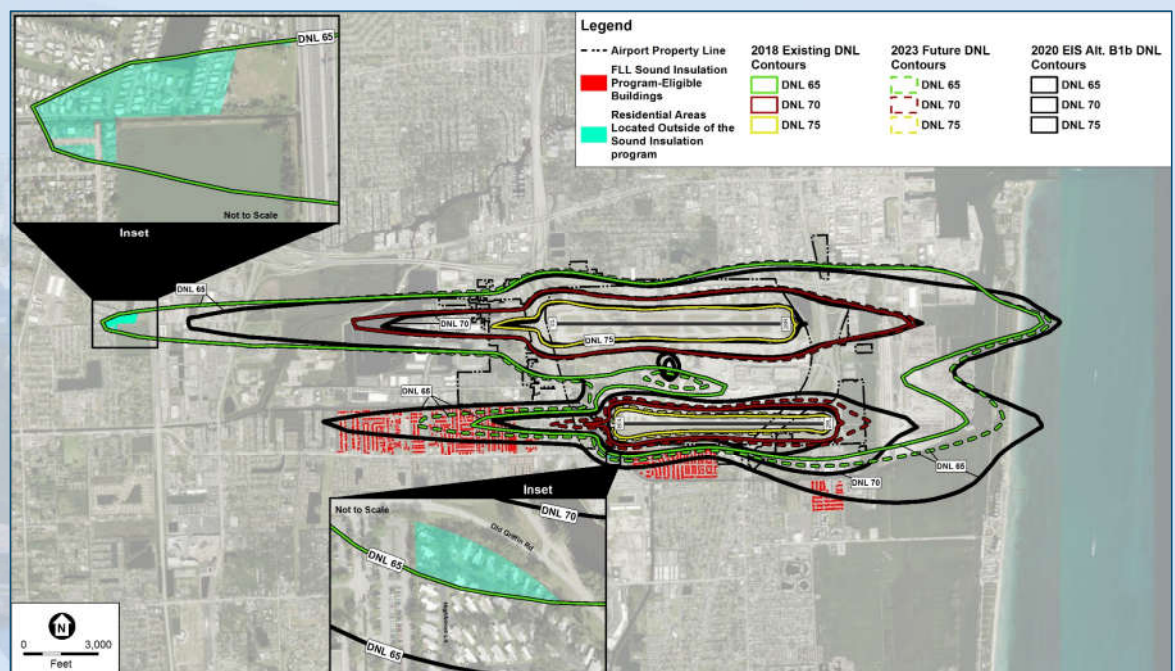 DNL 65
Not to Scale
Inset
Legend
Airport Property Line
FLL Sound Insulation
Program-Eligible
Buildings
Residential Areas
Located Outside of the
Sound Insulation
program
2018 Existing DNL
Contours
DNL 65
DNL 70
DNL 75
2023 Future DNL
Contours
DNL 65
DNL 70
DNL 75
2020 EIS Alt. B1b DNL
Contours
DNL 65
DNL 70
DNL 75
DNL 65
DNL 70
DNL 75
DNL 65
DNL 65
DNL 70
Inset
Not to Scale
DNL 70
Old Griffin Rd
DNL 65
DNL 65
N
0 3,000
Feet